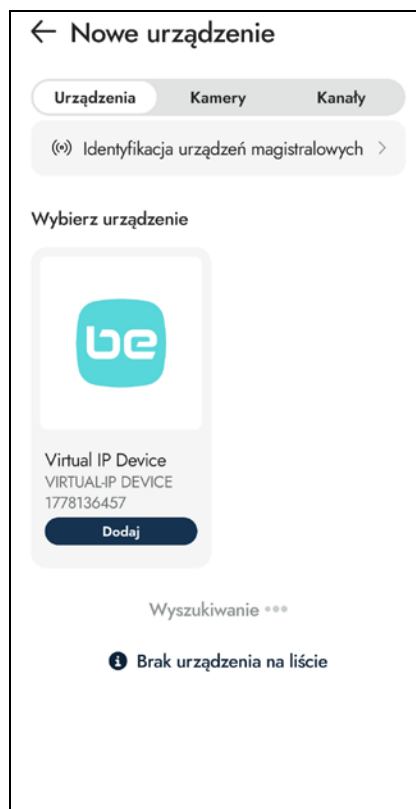 Nowe urządzenie
Urządzenia Kamery Kanały
Identyfikacja urządzeń magistralowych
Wybierz urządzenie
be
Virtual IP Device
VIRTUAL-IP DEVICE
1778136457
Dodaj
Wyszukiwanie
Brak urządzenia na liście